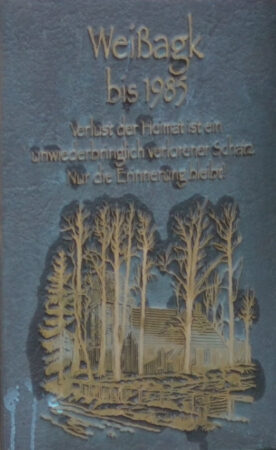 Weißagk
bis 1985
Verlust der Heimat ist ein
unwiederbringlich verlorener Schatz
Nur die Erinnerung bleibt